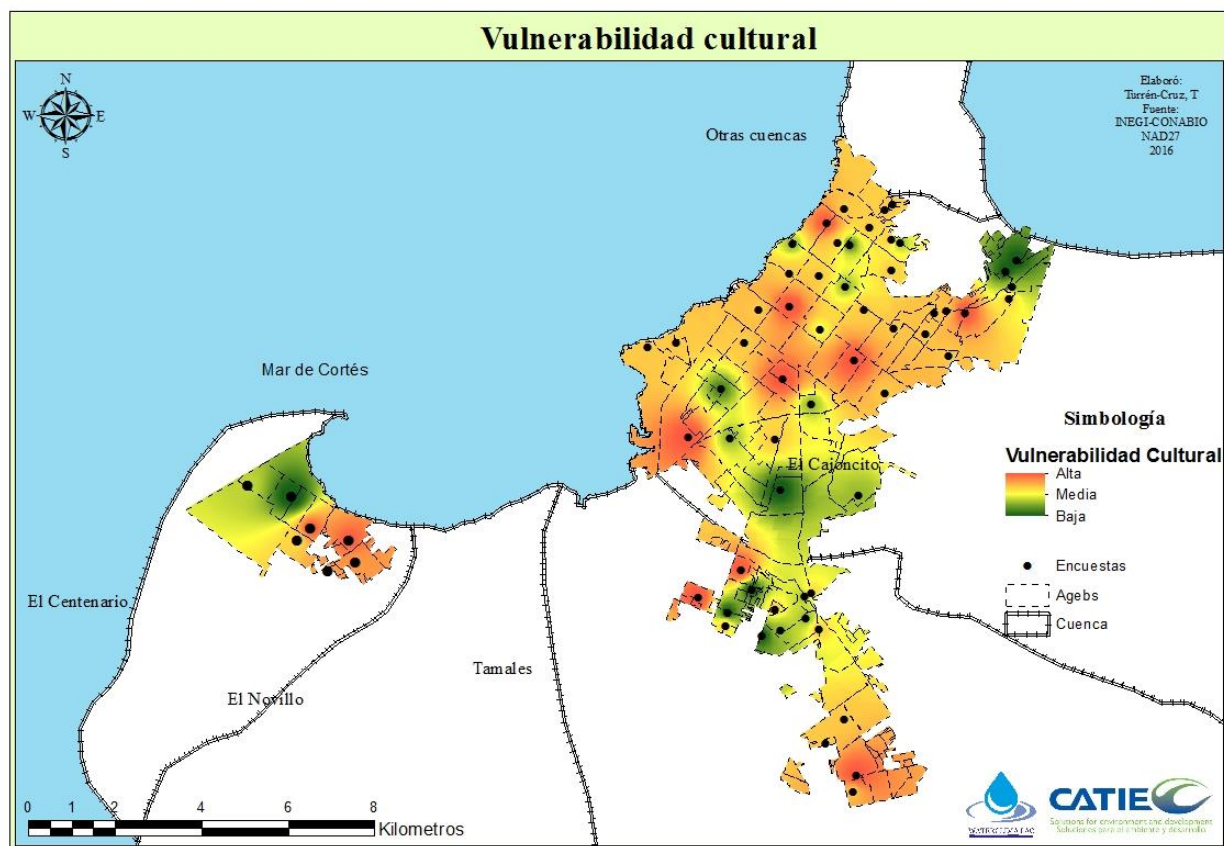 Vulnerabilidad cultural
N
W E
S
Elaboró:
Turrén-Cruz, T
Fuente:
INEGI-CONABIO
NAD27
2016
Otras cuencas
Mar de Cortés
Simbología
Vulnerabilidad Cultural
Alta
Media
Baja
El Cajoncito
Encuestas
Agebs
Cuenca
El Centenario
Tamales
El Novillo
0 1 2 4 6 8
Kilometros
CATIE
Solutions for environment and development
Soluciones para el ambiente y desarrollo